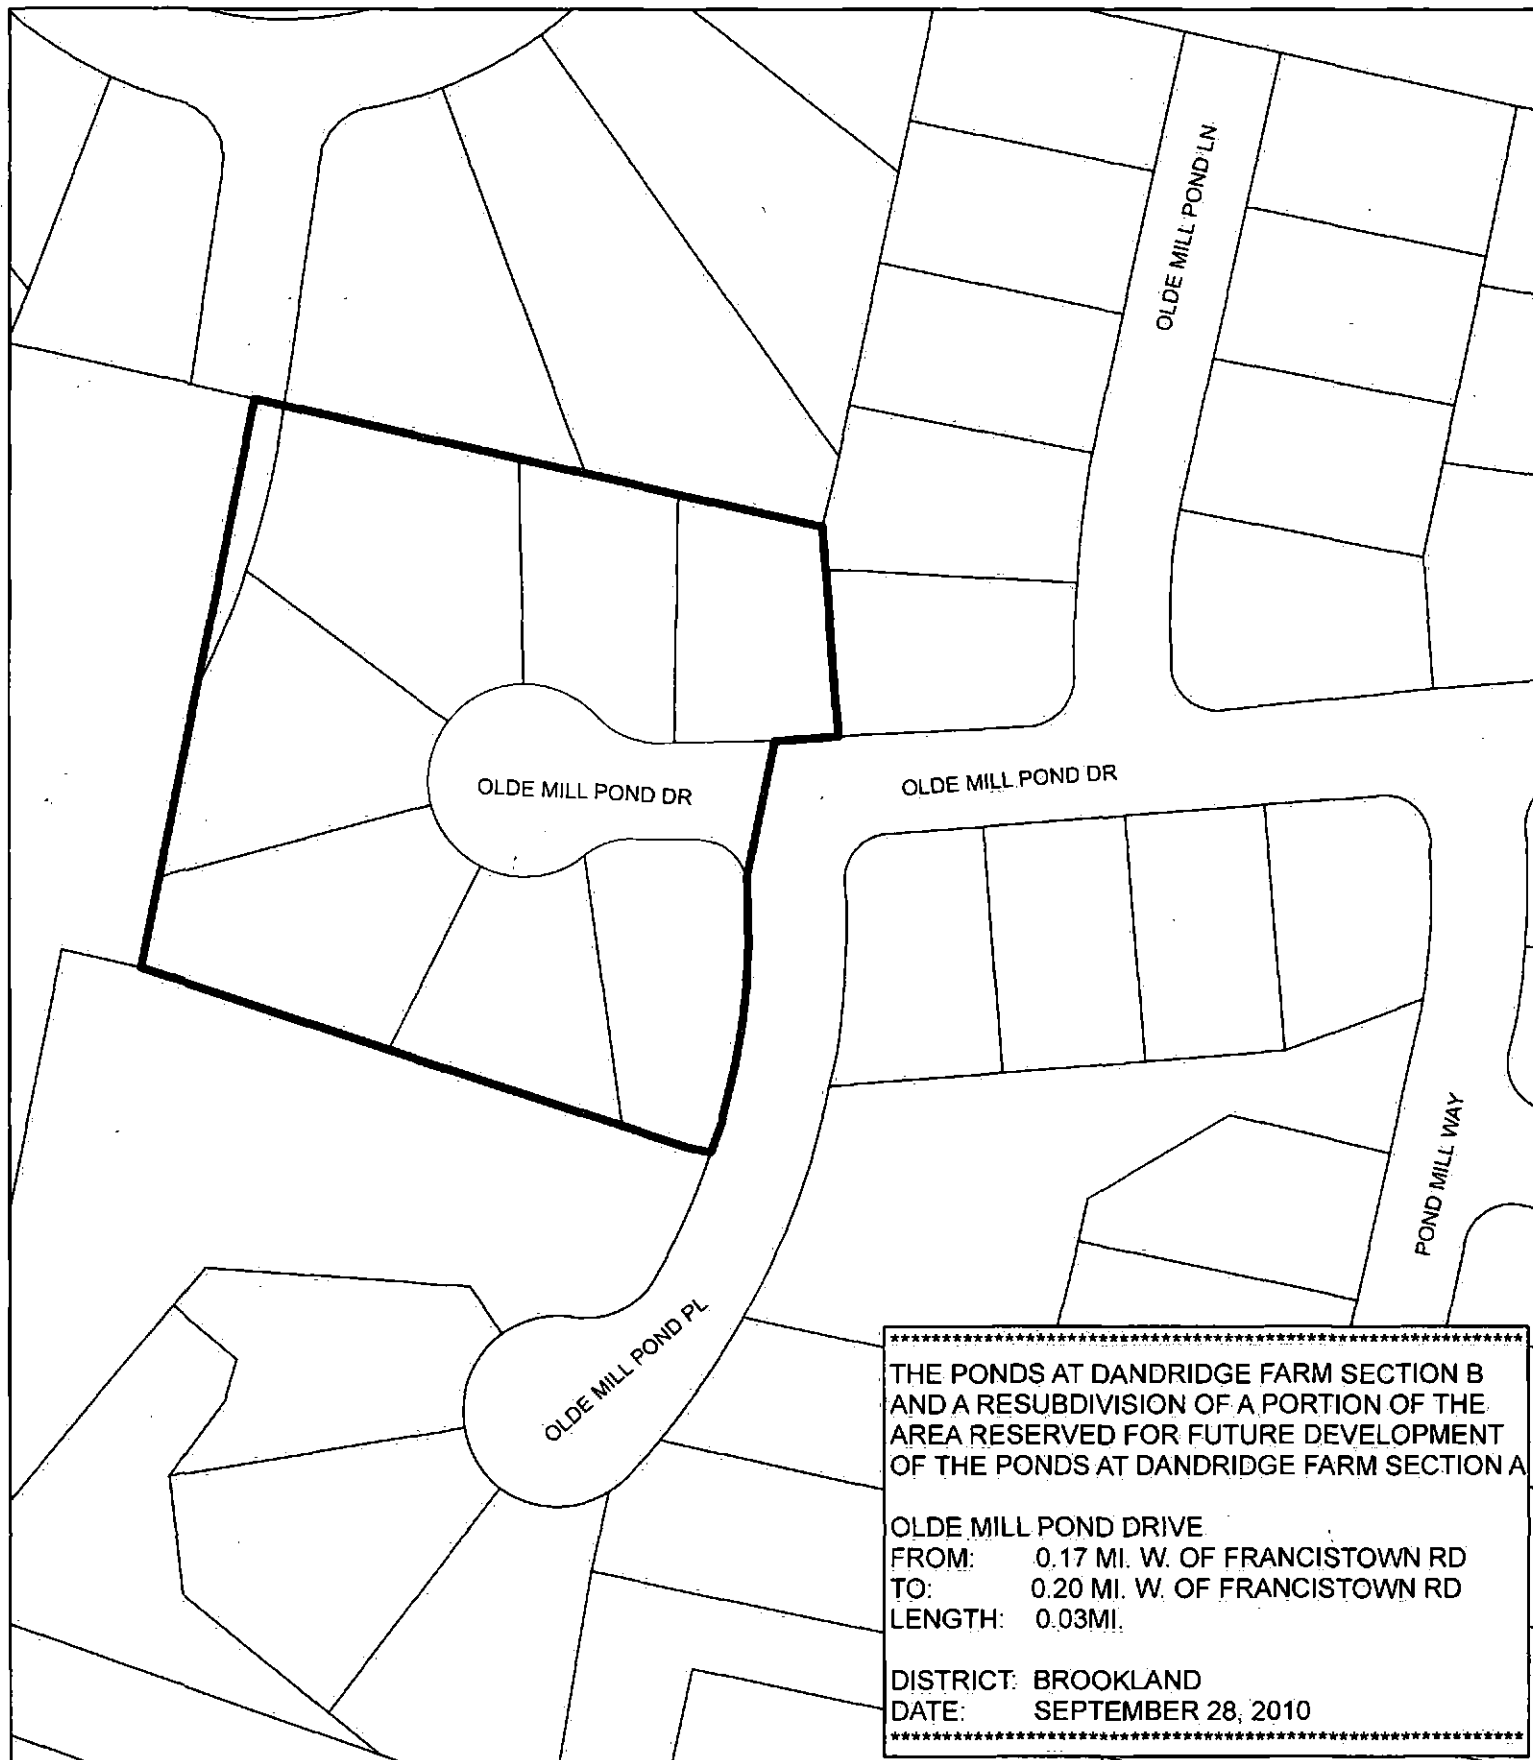 OLDE MILL POND LN
OLDE MILL POND DR
OLDE MILL POND DR
POND MILL WAY
OLDE MILL POND PL
****************************************************************
THE PONDS AT DANDRIDGE FARM SECTION B
AND A RESUBDIVISION OF A PORTION OF THE
AREA RESERVED FOR FUTURE DEVELOPMENT
OF THE PONDS AT DANDRIDGE FARM SECTION A
OLDE MILL POND DRIVE
FROM: 0.17 MI. W. OF FRANCISTOWN RD
TO: 0.20 MI. W. OF FRANCISTOWN RD
LENGTH: 0.03MI.
DISTRICT: BROOKLAND
DATE: SEPTEMBER 28, 2010
****************************************************************